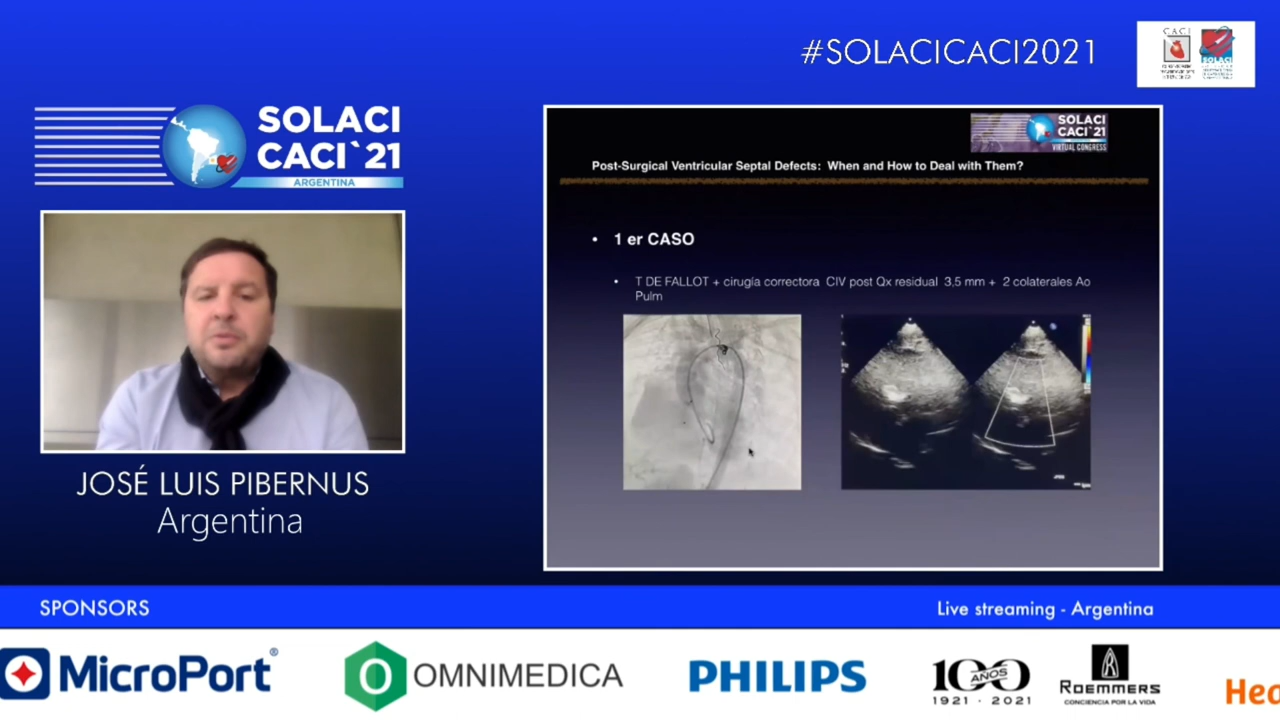 #SOLACICACI2021
CACI
SOLACI
SOLACI
CACI`21
ARGENTINA
SOLACI
CACI`21
VIRTUAL CONGRESS
Post-Surgical Ventricular Septal Defects: When and How to Deal with Them?
• 1 er CASO
• T DE FALLOT + cirugía correctora CIV post Qx residual 3,5 mm + 2 colaterales Ao
Pulm
JOSÉ LUIS PIBERNUS
Argentina
SPONSORS
Live streaming - Argentina
MicroPort®
OMNIMEDICA
PHILIPS
100
AÑOS
1921 - 2021
ROEMMERS
CONCIENCIA POR LA VIDA